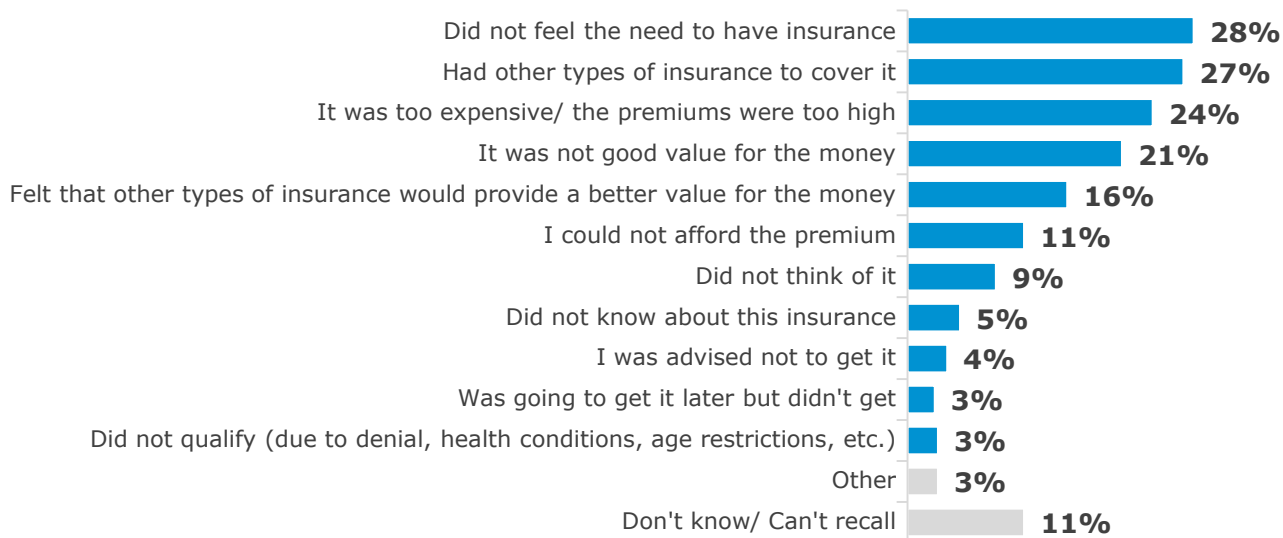 Did not feel the need to have insurance 28%
Had other types of insurance to cover it 27%
It was too expensive/ the premiums were too high 24%
It was not good value for the money 21%
Felt that other types of insurance would provide a better value for the money 16%
I could not afford the premium 11%
Did not think of it 9%
Did not know about this insurance 5%
I was advised not to get it 4%
Was going to get it later but didn't get 3%
Did not qualify (due to denial, health conditions, age restrictions, etc.) 3%
Other 3%
Don't know/ Can't recall 11%